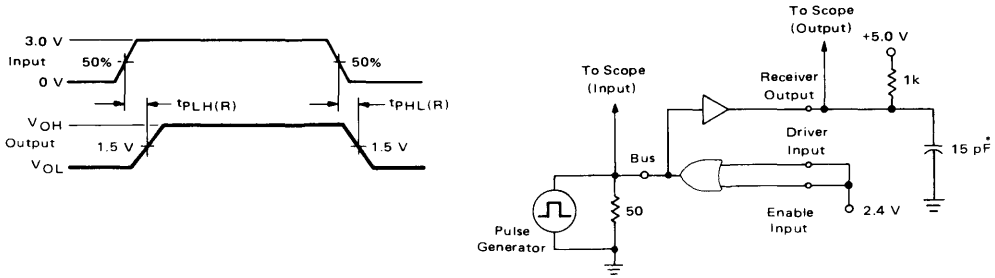 3.0 V
Input
50%
50%
0 V
tPLH(R)
tPHL(R)
VOH
Output
1.5 V
1.5 V
VOL
To Scope
(Output)
+5.0 V
To Scope
(Input)
Receiver
Output
1k
Driver
Input
15 pF*
Bus
50
Enable
Input
2.4 V
Pulse
Generator